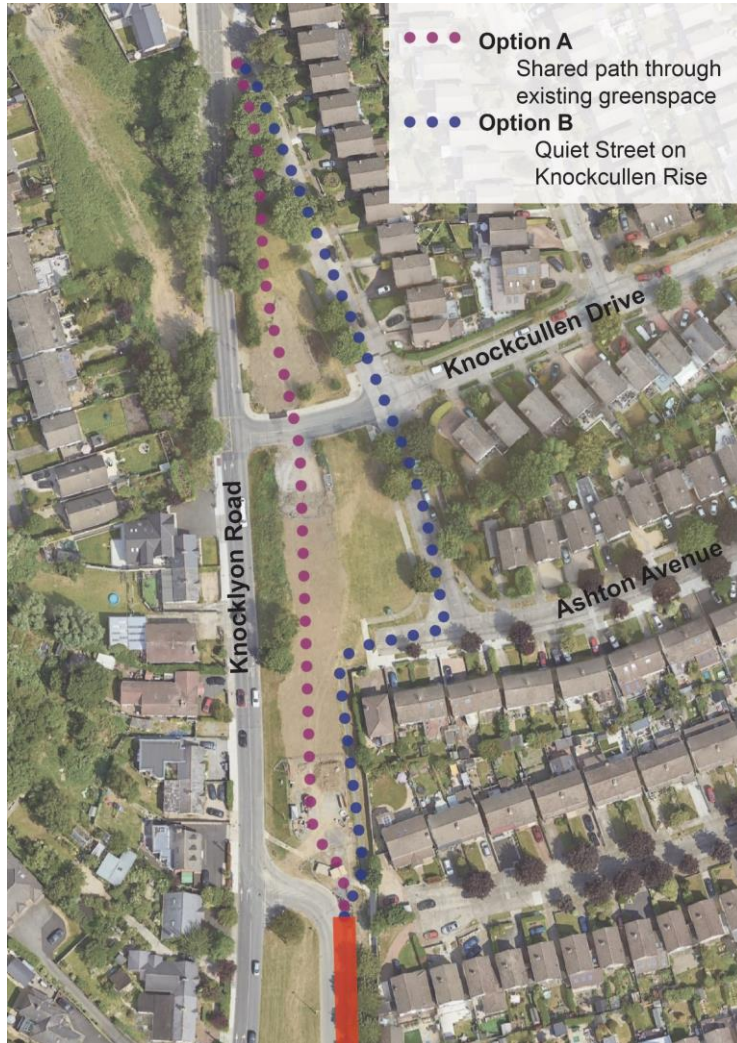 Option A
Shared path through
existing greenspace
Option B
Quiet Street on
Knockcullen Rise
Knockcullen Drive
Knocklyon Road
Ashton Avenue